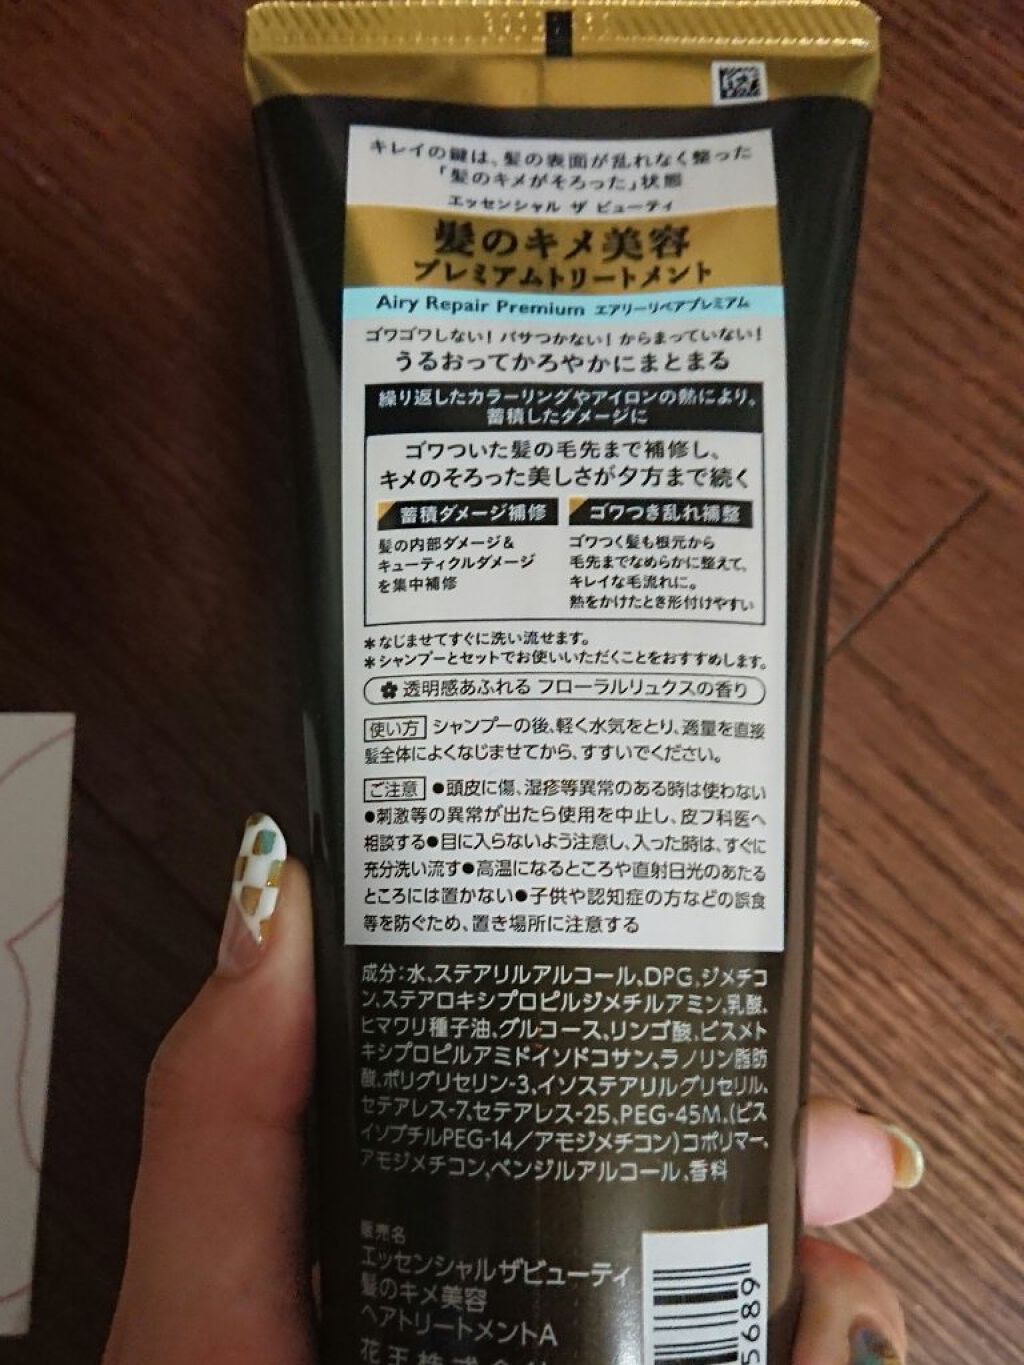 キレイの鍵は、髪の表面が乱れなく整った
「髪のキメがそろった」状態
エッセンシャル ザ ビューティ
髪のキメ美容
プレミアムトリートメント
Airy Repair Premium エアリーリペアプレミアム
ゴワゴワしない！パサつかない！からまっていない！
うるおってかろやかにまとまる
繰り返したカラーリングやアイロンの熱により、
蓄積したダメージに
ゴワついた髪の毛先まで補修し、
キメのそろった美しさが夕方まで続く
蓄積ダメージ補修
髪の内部ダメージ&
キューティクルダメージ
を集中補修
ゴワつき乱れ補整
ゴワつく髪も根元から
毛先までなめらかに整えて、
キレイな毛流れに。
熱をかけたとき形付けやすい
＊なじませてすぐに洗い流せます。
＊シャンプーとセットでお使いいただくことをおすすめします。
透明感あふれる フローラルリュクスの香り
使い方 シャンプーの後、軽く水気をとり、適量を直接
髪全体によくなじませてから、すすいでください。
ご注意 ●頭皮に傷、湿疹等異常のある時は使わない
●刺激等の異常が出たら使用を中止し、皮フ科医へ
相談する●目に入らないよう注意し、入った時は、すぐに
充分洗い流す●高温になるところや直射日光のあたる
ところには置かない●子供や認知症の方などの誤食
等を防ぐため、置き場所に注意する
成分：水、ステアリルアルコール、DPG、ジメチコ
ン、ステアロキシプロピルジメチルアミン、乳酸、
ヒマワリ種子油、グルコース、リンゴ酸、ビスメト
キシプロピルアミドイソドコサン、ラノリン脂肪
酸、ポリグリセリン-3、イソステアリルグリセリル、
セテアレス-7、セテアレス-25、PEG-45M、(ビス
イソブチルPEG-14／アモジメチコン)コポリマー、
アモジメチコン、ベンジルアルコール、香料
販売名
エッセンシャルザビューティ
髪のキメ美容
ヘアトリートメントA
花王株式会社
5689